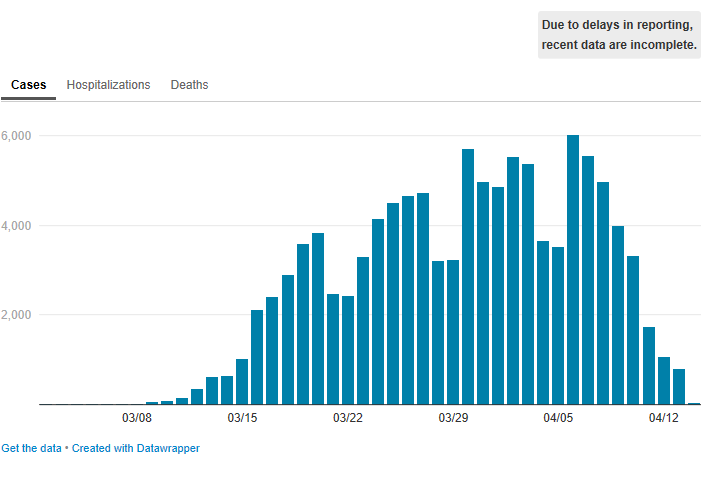 Due to delays in reporting,
recent data are incomplete.
Cases Hospitalizations Deaths
6,000
4,000
2,000
03/08 03/15 03/22 03/29 04/05 04/12
Get the data • Created with Datawrapper